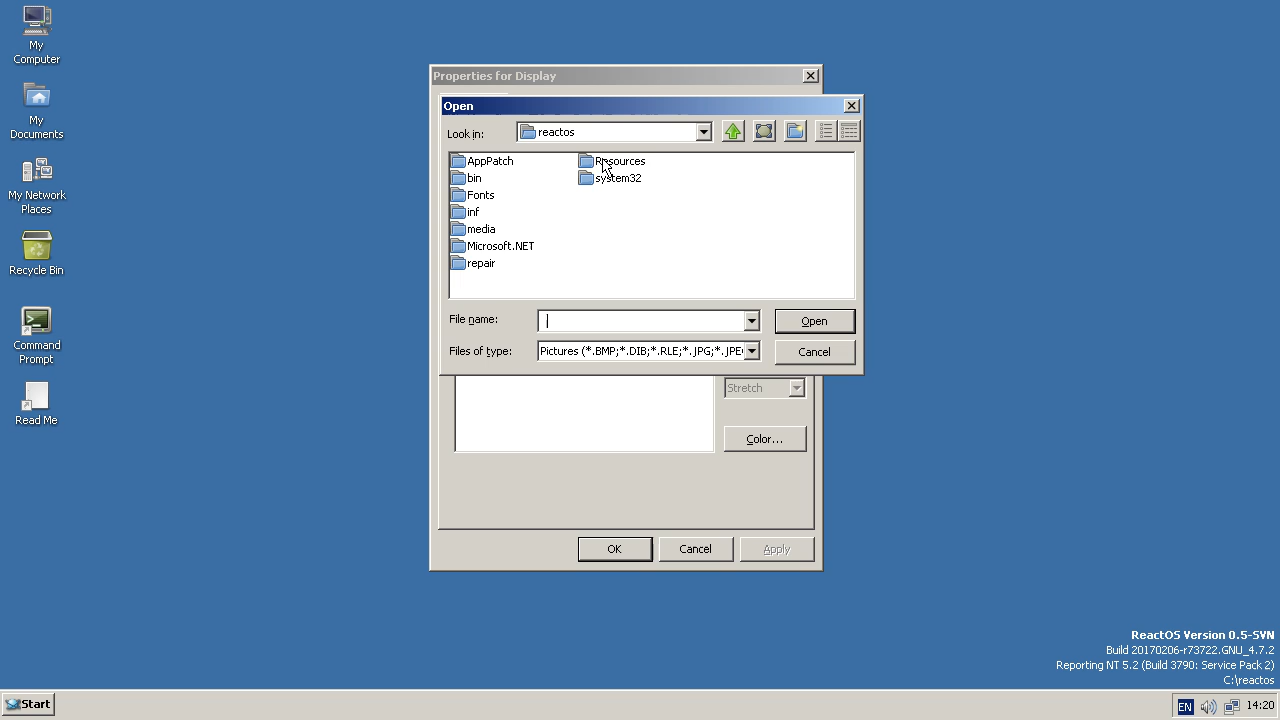 My
Computer
My
Documents
My Network
Places
Recycle Bin
Command
Prompt
Read Me
Properties for Display
Open
Look in:
reactos
AppPatch
bin
Fonts
inf
media
Microsoft.NET
repair
Resources
system32
File name:
Open
Files of type:
Pictures (*.BMP;*.DIB;*.RLE;*.JPG;*.JPE
Cancel
Stretch
Color...
OK
Cancel
Apply
ReactOS Version 0.5-SVN
Build 20170206-r73722.GNU_4.7.2
Reporting NT 5.2 (Build 3790: Service Pack 2)
C:\reactos
Start
EN
14:20